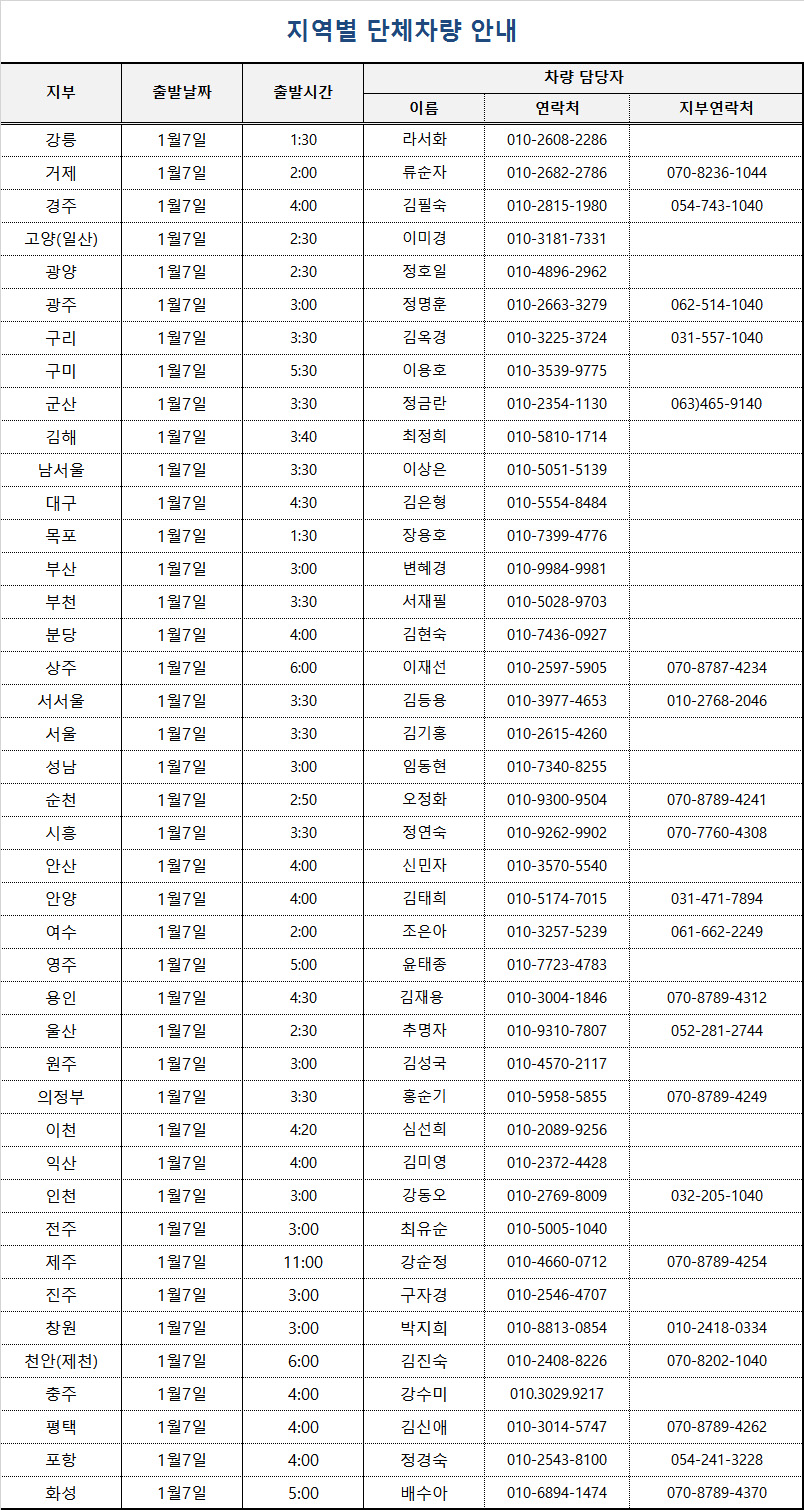 지역별 단체차량 안내
지부 출발날짜 출발시간 차량 담당자
이름 연락처 지부연락처
강릉 1월7일 1:30 라서화 010-2608-2286
거제 1월7일 2:00 류순자 010-2682-2786 070-8236-1044
경주 1월7일 4:00 김필숙 010-2815-1980 054-743-1040
고양(일산) 1월7일 2:30 이미경 010-3181-7331
광양 1월7일 2:30 정호일 010-4896-2962
광주 1월7일 3:00 정명훈 010-2663-3279 062-514-1040
구리 1월7일 3:30 김옥경 010-3225-3724 031-557-1040
구미 1월7일 5:30 이용호 010-3539-9775
군산 1월7일 3:30 정금란 010-2354-1130 063)465-9140
김해 1월7일 3:40 최정희 010-5810-1714
남서울 1월7일 3:30 이상은 010-5051-5139
대구 1월7일 4:30 김은형 010-5554-8484
목포 1월7일 1:30 장용호 010-7399-4776
부산 1월7일 3:00 변혜경 010-9984-9981
부천 1월7일 3:30 서재필 010-5028-9703
분당 1월7일 4:00 김현숙 010-7436-0927
상주 1월7일 6:00 이재선 010-2597-5905 070-8787-4234
서서울 1월7일 3:30 김등용 010-3977-4653 010-2768-2046
서울 1월7일 3:30 김기홍 010-2615-4260
성남 1월7일 3:00 임동현 010-7340-8255
순천 1월7일 2:50 오정화 010-9300-9504 070-8789-4241
시흥 1월7일 3:30 정연숙 010-9262-9902 070-7760-4308
안산 1월7일 4:00 신민자 010-3570-5540
안양 1월7일 4:00 김태희 010-5174-7015 031-471-7894
여수 1월7일 2:00 조은아 010-3257-5239 061-662-2249
영주 1월7일 5:00 윤태종 010-7723-4783
용인 1월7일 4:30 김재용 010-3004-1846 070-8789-4312
울산 1월7일 2:30 추명자 010-9310-7807 052-281-2744
원주 1월7일 3:00 김성국 010-4570-2117
의정부 1월7일 3:30 홍순기 010-5958-5855 070-8789-4249
이천 1월7일 4:20 심선희 010-2089-9256
익산 1월7일 4:00 김미영 010-2372-4428
인천 1월7일 3:00 강동오 010-2769-8009 032-205-1040
전주 1월7일 3:00 최유순 010-5005-1040
제주 1월7일 11:00 강순정 010-4660-0712 070-8789-4254
진주 1월7일 3:00 구자경 010-2546-4707
창원 1월7일 3:00 박지희 010-8813-0854 010-2418-0334
천안(제천) 1월7일 6:00 김진숙 010-2408-8226 070-8202-1040
충주 1월7일 4:00 강수미 010.3029.9217
평택 1월7일 4:00 김신애 010-3014-5747 070-8789-4262
포항 1월7일 4:00 정경숙 010-2543-8100 054-241-3228
화성 1월7일 5:00 배수아 010-6894-1474 070-8789-4370